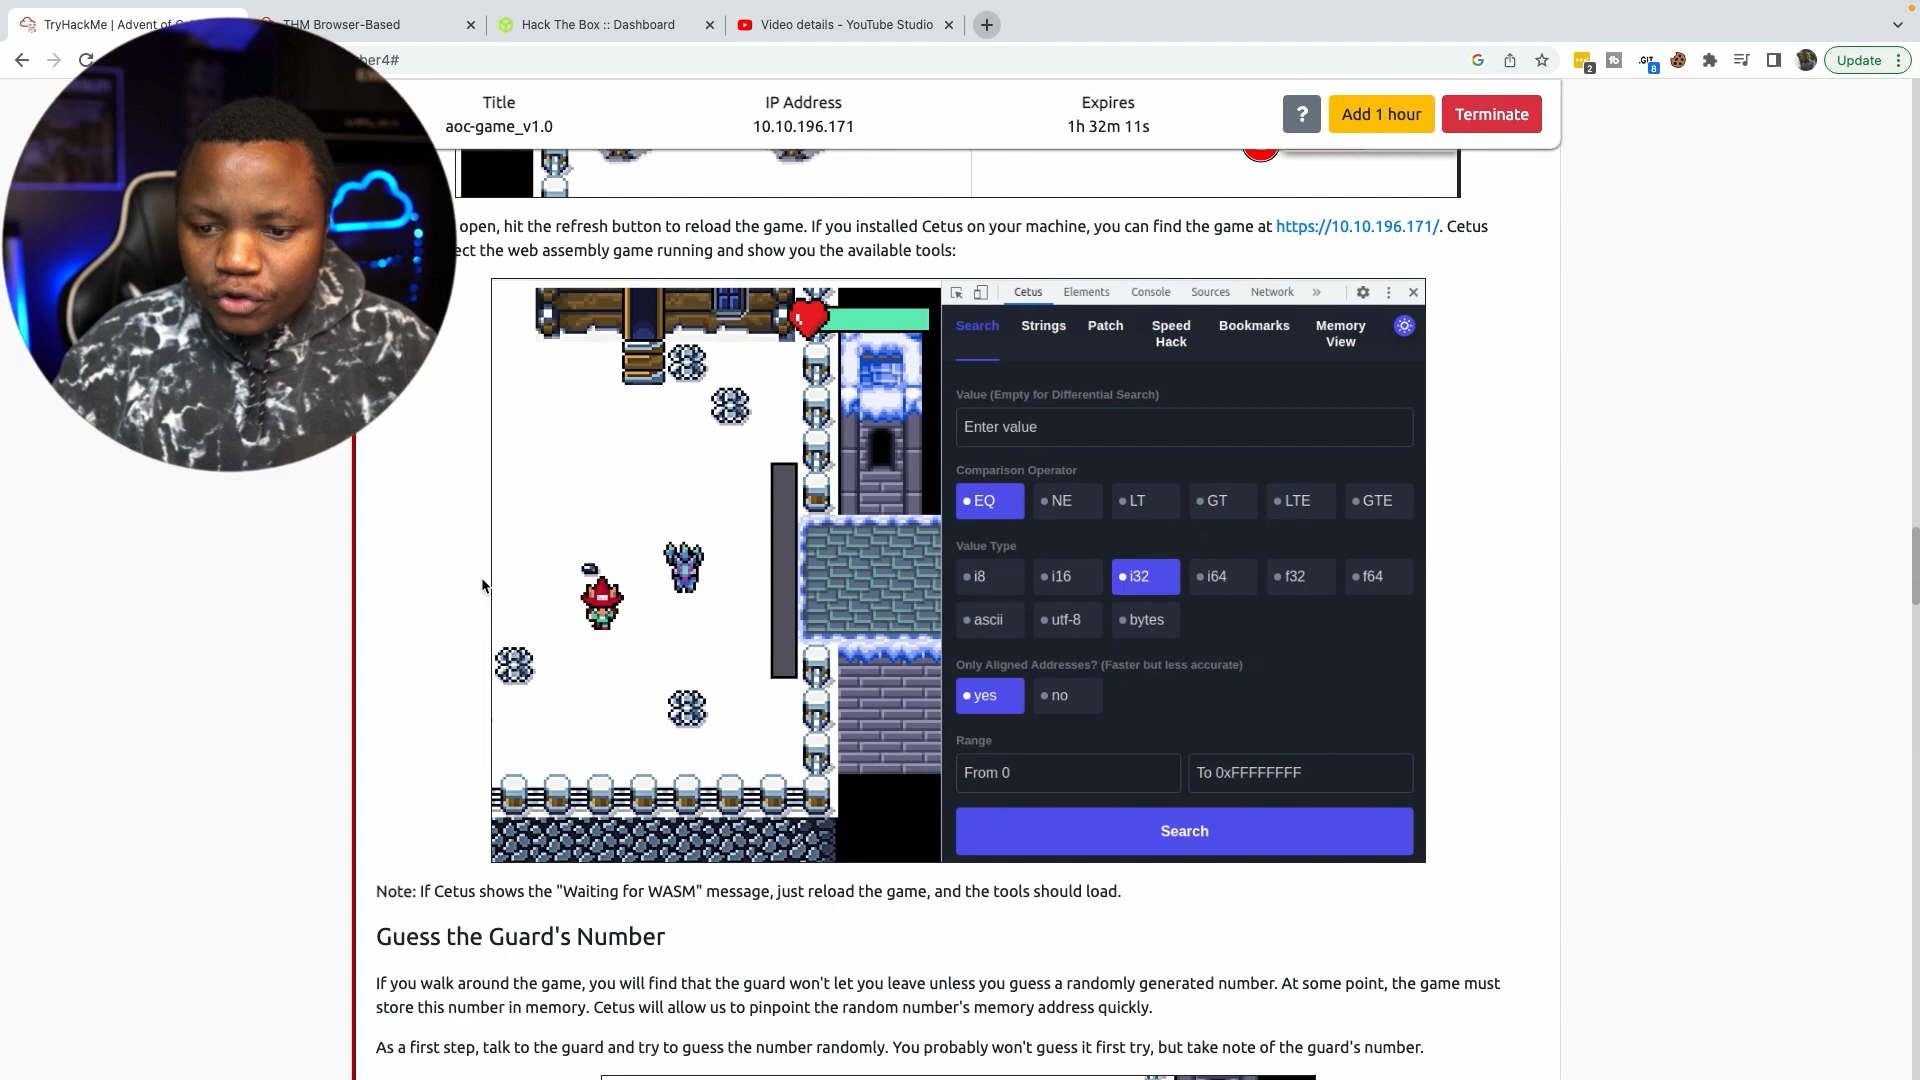 TryHackMe | Advent of
THM Browser-Based
Hack The Box :: Dashboard
Video details - YouTube Studio
ber4#
2
8
.GIT
tb
Update
Title
aoc-game_v1.0
IP Address
10.10.196.171
Expires
1h 32m 11s
?
Add 1 hour
Terminate
open, hit the refresh button to reload the game. If you installed Cetus on your machine, you can find the game at https://10.10.196.171/. Cetus
ect the web assembly game running and show you the available tools:
Cetus Elements Console Sources Network »
Search Strings Patch Speed Hack Bookmarks Memory View
Value (Empty for Differential Search)
Enter value
Comparison Operator
EQ NE LT GT LTE GTE
Value Type
i8 i16 i32 i64 f32 f64
ascii utf-8 bytes
Only Aligned Addresses? (Faster but less accurate)
yes no
Range
From 0 To 0xFFFFFFFF
Search
Note: If Cetus shows the "Waiting for WASM" message, just reload the game, and the tools should load.
Guess the Guard's Number
If you walk around the game, you will find that the guard won't let you leave unless you guess a randomly generated number. At some point, the game must
store this number in memory. Cetus will allow us to pinpoint the random number's memory address quickly.
As a first step, talk to the guard and try to guess the number randomly. You probably won't guess it first try, but take note of the guard's number.